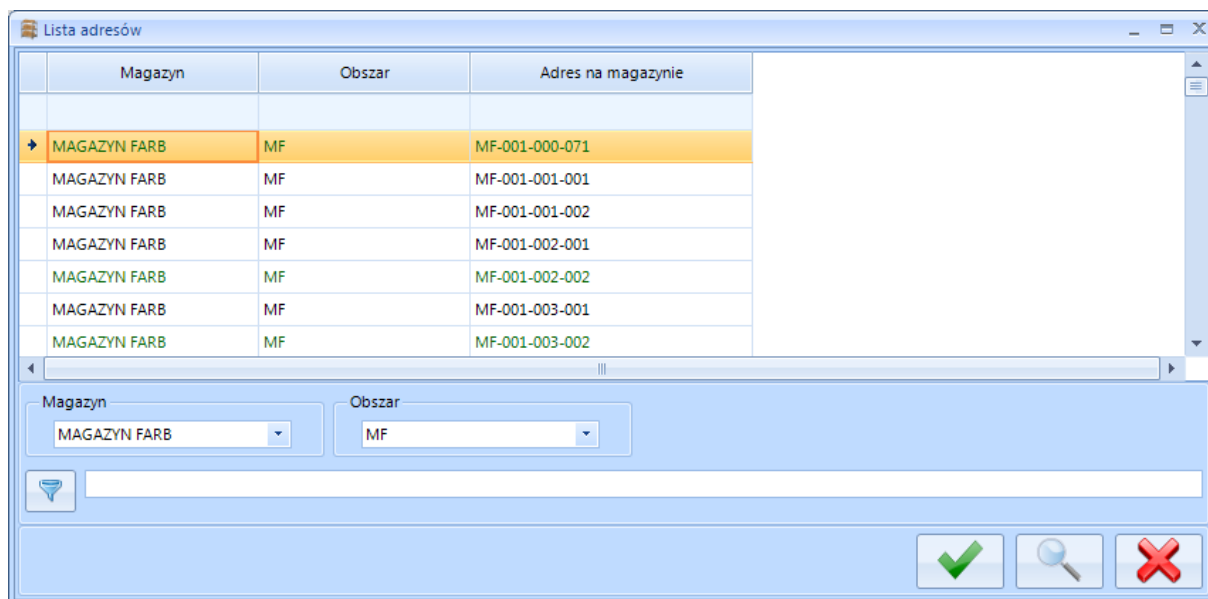 Lista adresów
Magazyn Obszar Adres na magazynie
MAGAZYN FARB MF MF-001-000-071
MAGAZYN FARB MF MF-001-001-001
MAGAZYN FARB MF MF-001-001-002
MAGAZYN FARB MF MF-001-002-001
MAGAZYN FARB MF MF-001-002-002
MAGAZYN FARB MF MF-001-003-001
MAGAZYN FARB MF MF-001-003-002
Magazyn Obszar
MAGAZYN FARB MF